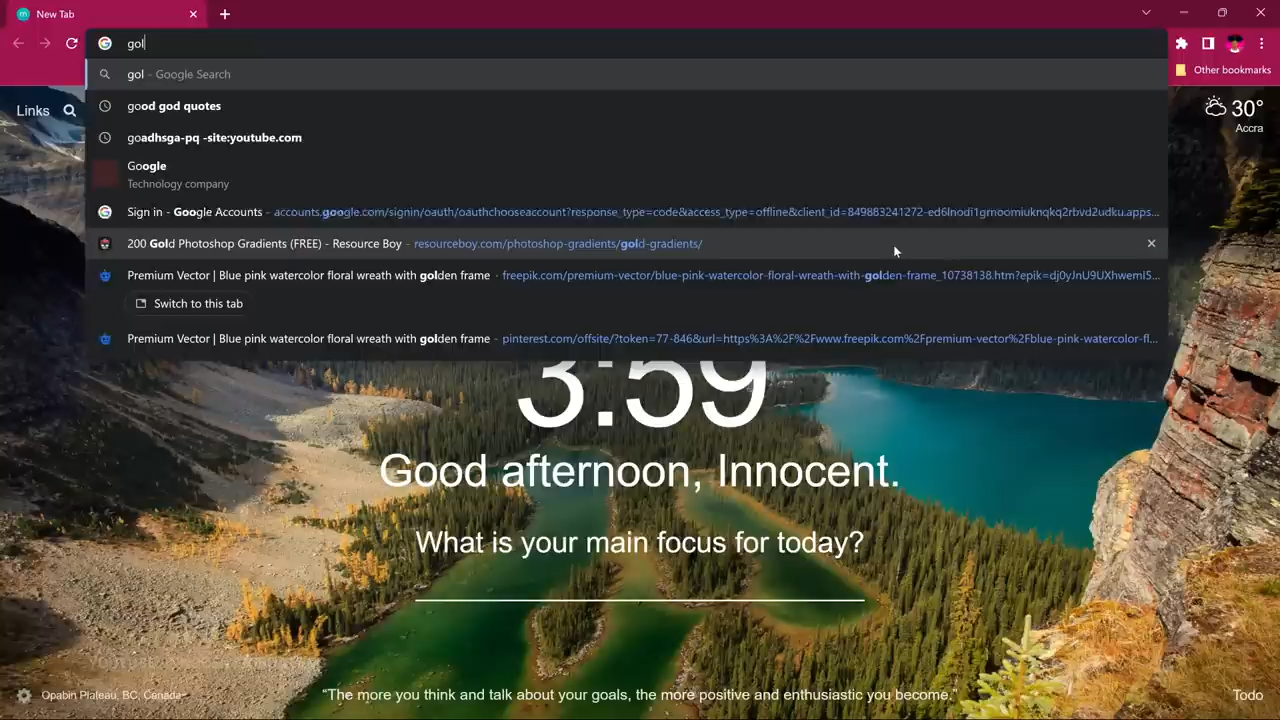 New Tab
gol
gol - Google Search
Other bookmarks
good god quotes
Links
30°
Accra
goadhsga-pq -site:youtube.com
Google
Technology company
Sign in - Google Accounts - accounts.google.com/signin/oauth/oauthchooseaccount?response_type=code&access_type=offline&client_id=849883241272-ed6lnodi1grnoomiuknqkq2rbvd2udku.apps...
200 Gold Photoshop Gradients (FREE) - Resource Boy - resourceboy.com/photoshop-gradients/gold-gradients/
Premium Vector | Blue pink watercolor floral wreath with golden frame - freepik.com/premium-vector/blue-pink-watercolor-floral-wreath-with-golden-frame_10738138.htm?epik=dj0yJnU9UXhwemi5...
Switch to this tab
Premium Vector | Blue pink watercolor floral wreath with golden frame - pinterest.com/offsite/?token=77-846&url=https%3A%2F%2Fwww.freepik.com%2Fpremium-vector%2Fblue-pink-watercolor-fl...
3:59
Good afternoon, Innocent.
What is your main focus for today?
Opabin Plateau, BC, Canada
“The more you think and talk about your goals, the more positive and enthusiastic you become.”
Todo